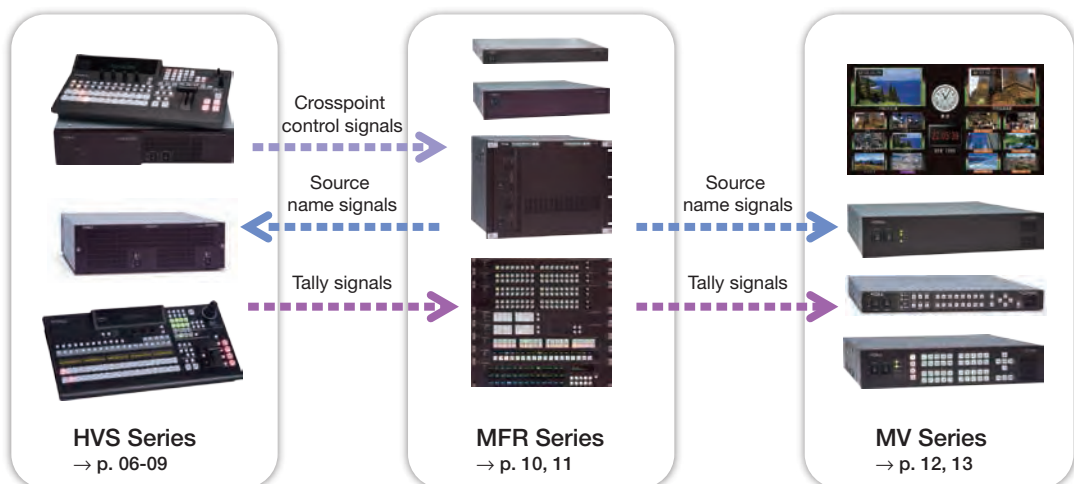 Crosspoint
control signals
Source
name signals
Tally signals
Source
name signals
Tally signals
HVS Series
→ p. 06-09
MFR Series
→ p. 10, 11
MV Series
→ p. 12, 13